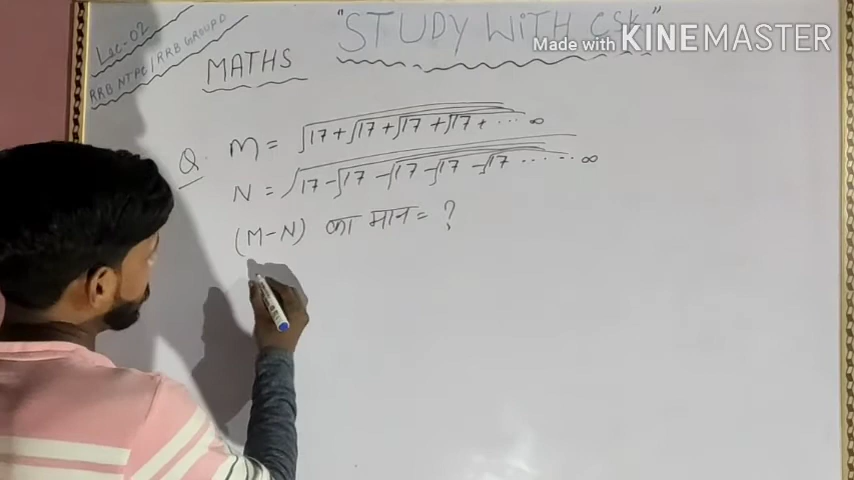 Lec-02
RRB NTPC/RRB GROUP D
MATHS
"STUDY WiTH CSK"
Made with KINEMASTER
Q. M = √17+√17+√17+√17+ ... ∞
N = √17-√17-√17-√17-√17 ...... ∞
(M-N) का मान = ?